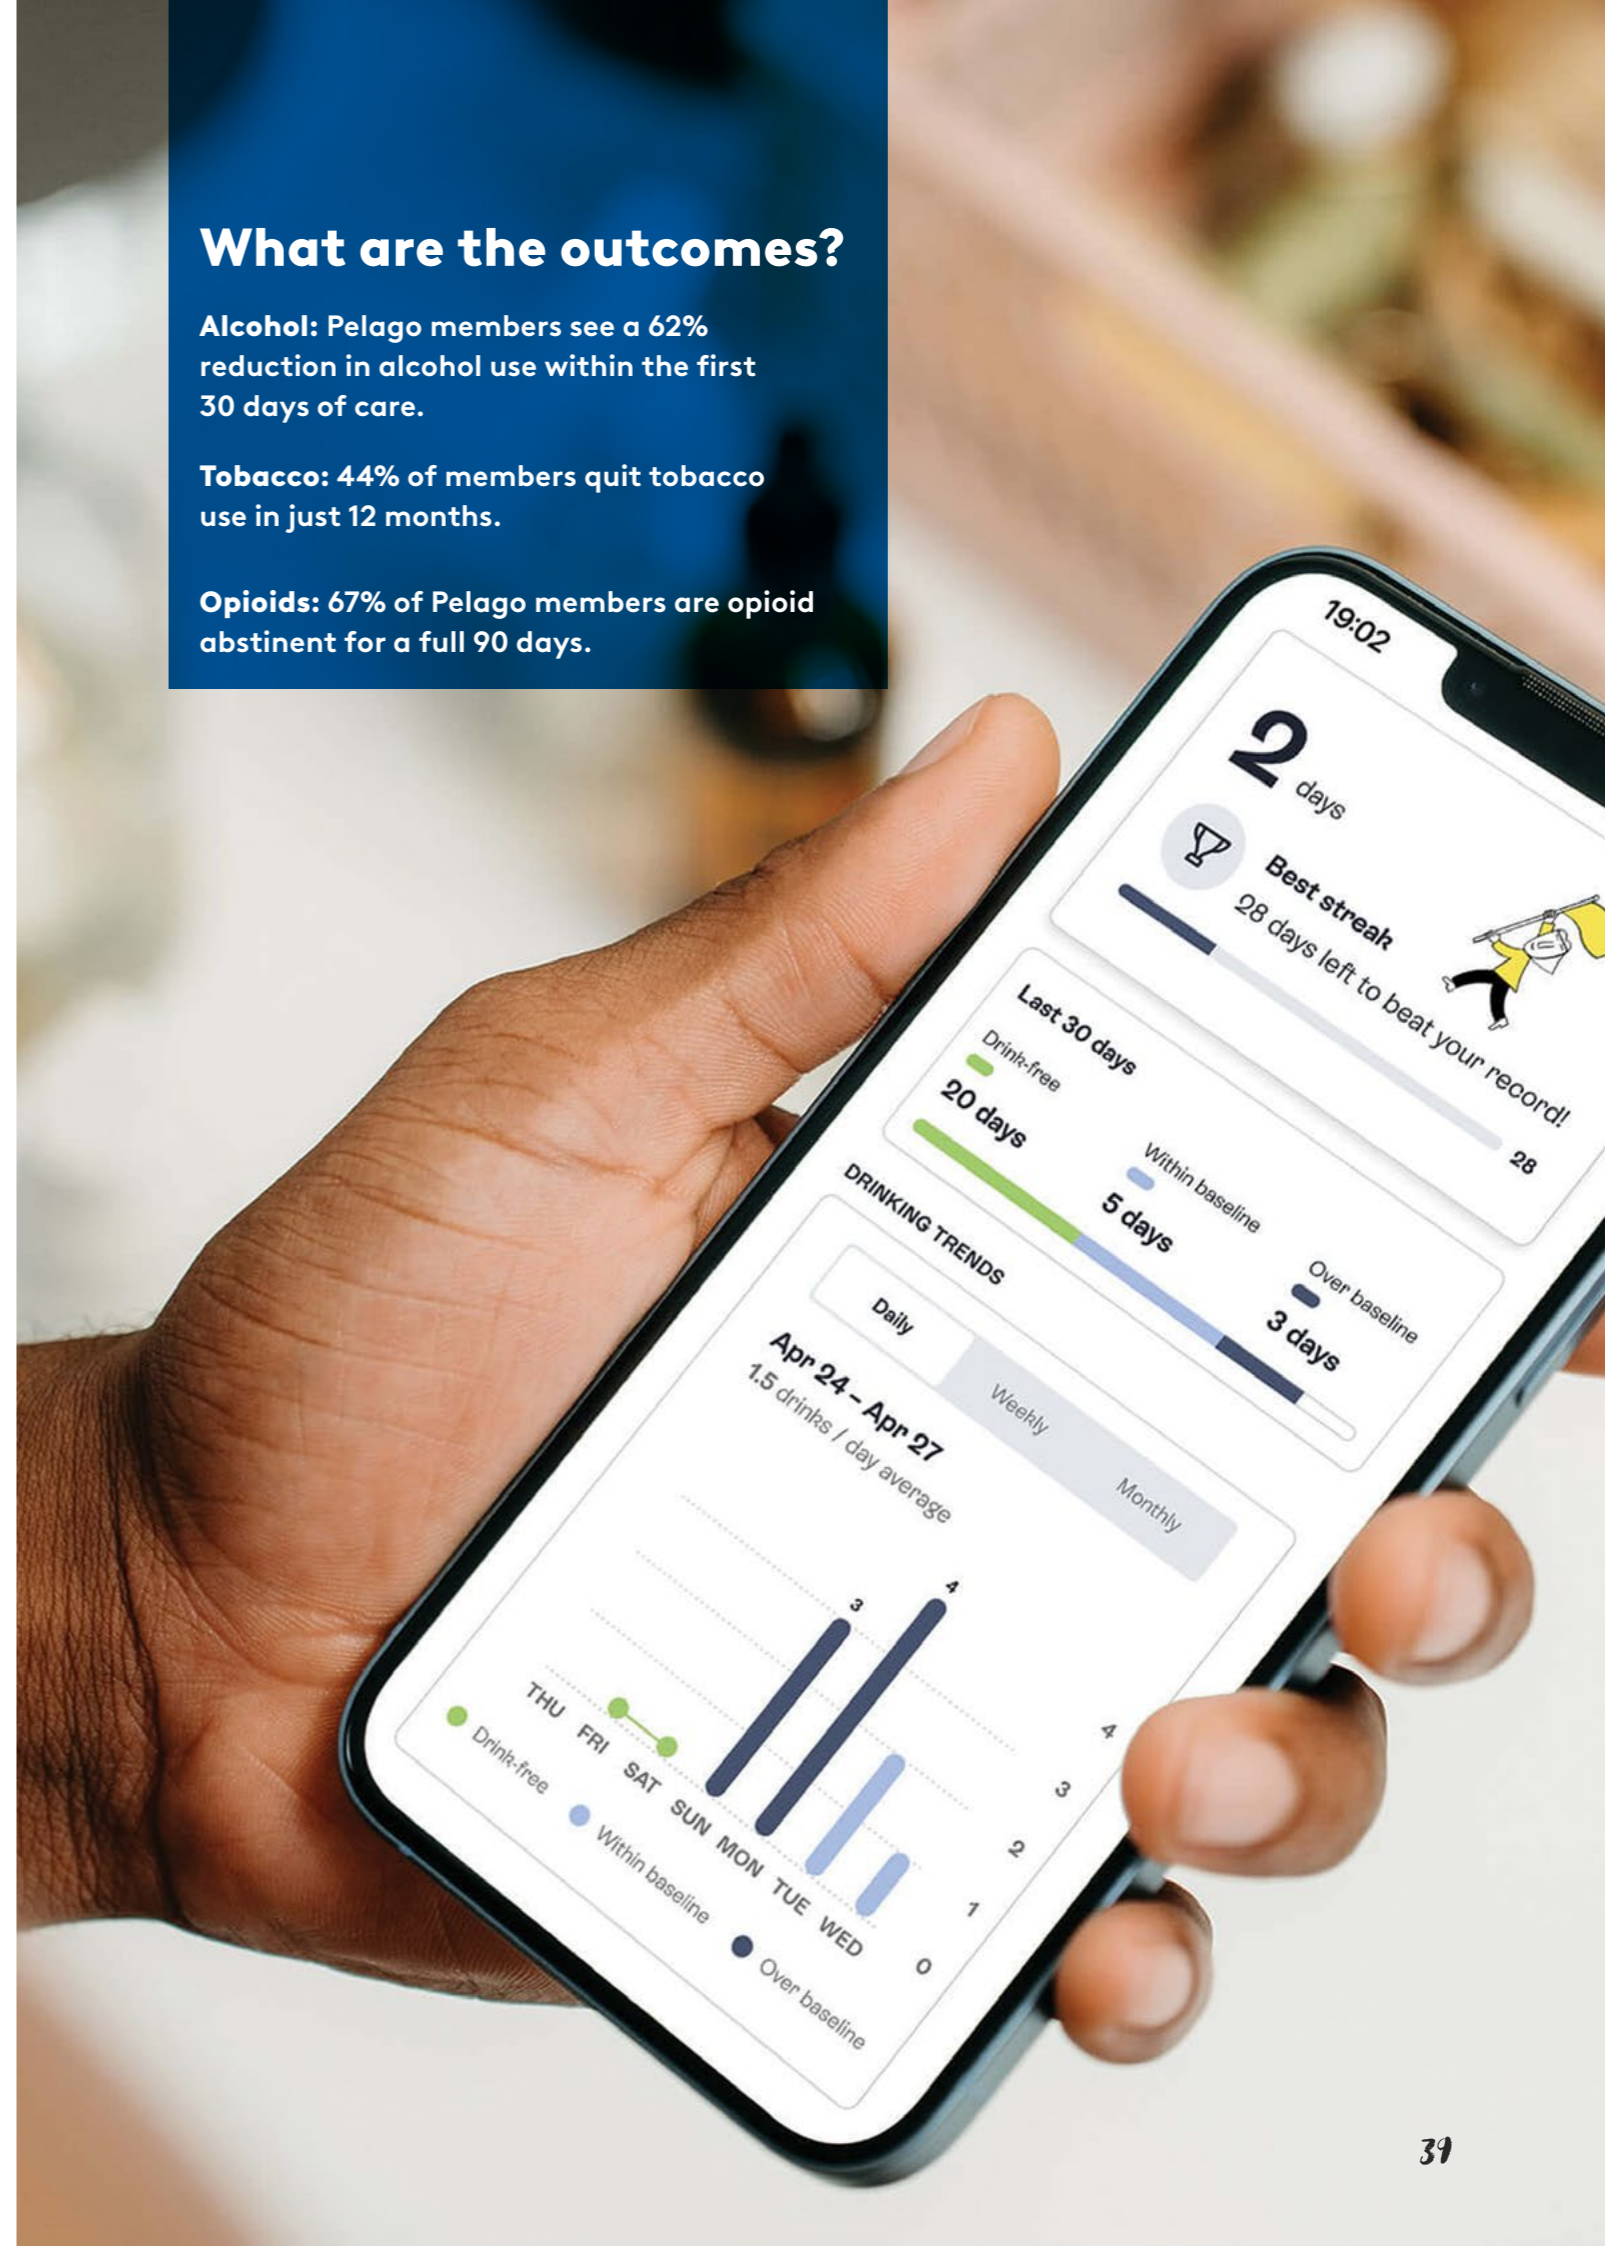 What are the outcomes?
Alcohol: Pelago members see a 62%
reduction in alcohol use within the first
30 days of care.
Tobacco: 44% of members quit tobacco
use in just 12 months.
Opioids: 67% of Pelago members are opioid
abstinent for a full 90 days.
19:02
2 days
Best streak
28 days left to beat your record!
28
Last 30 days
Drink-free
20 days
Within baseline
5 days
Over baseline
3 days
DRINKING TRENDS
Daily
Weekly
Monthly
Apr 24 – Apr 27
1.5 drinks / day average
3
4
4
3
2
1
0
THU FRI SAT SUN MON TUE WED
Drink-free
Within baseline
Over baseline
39